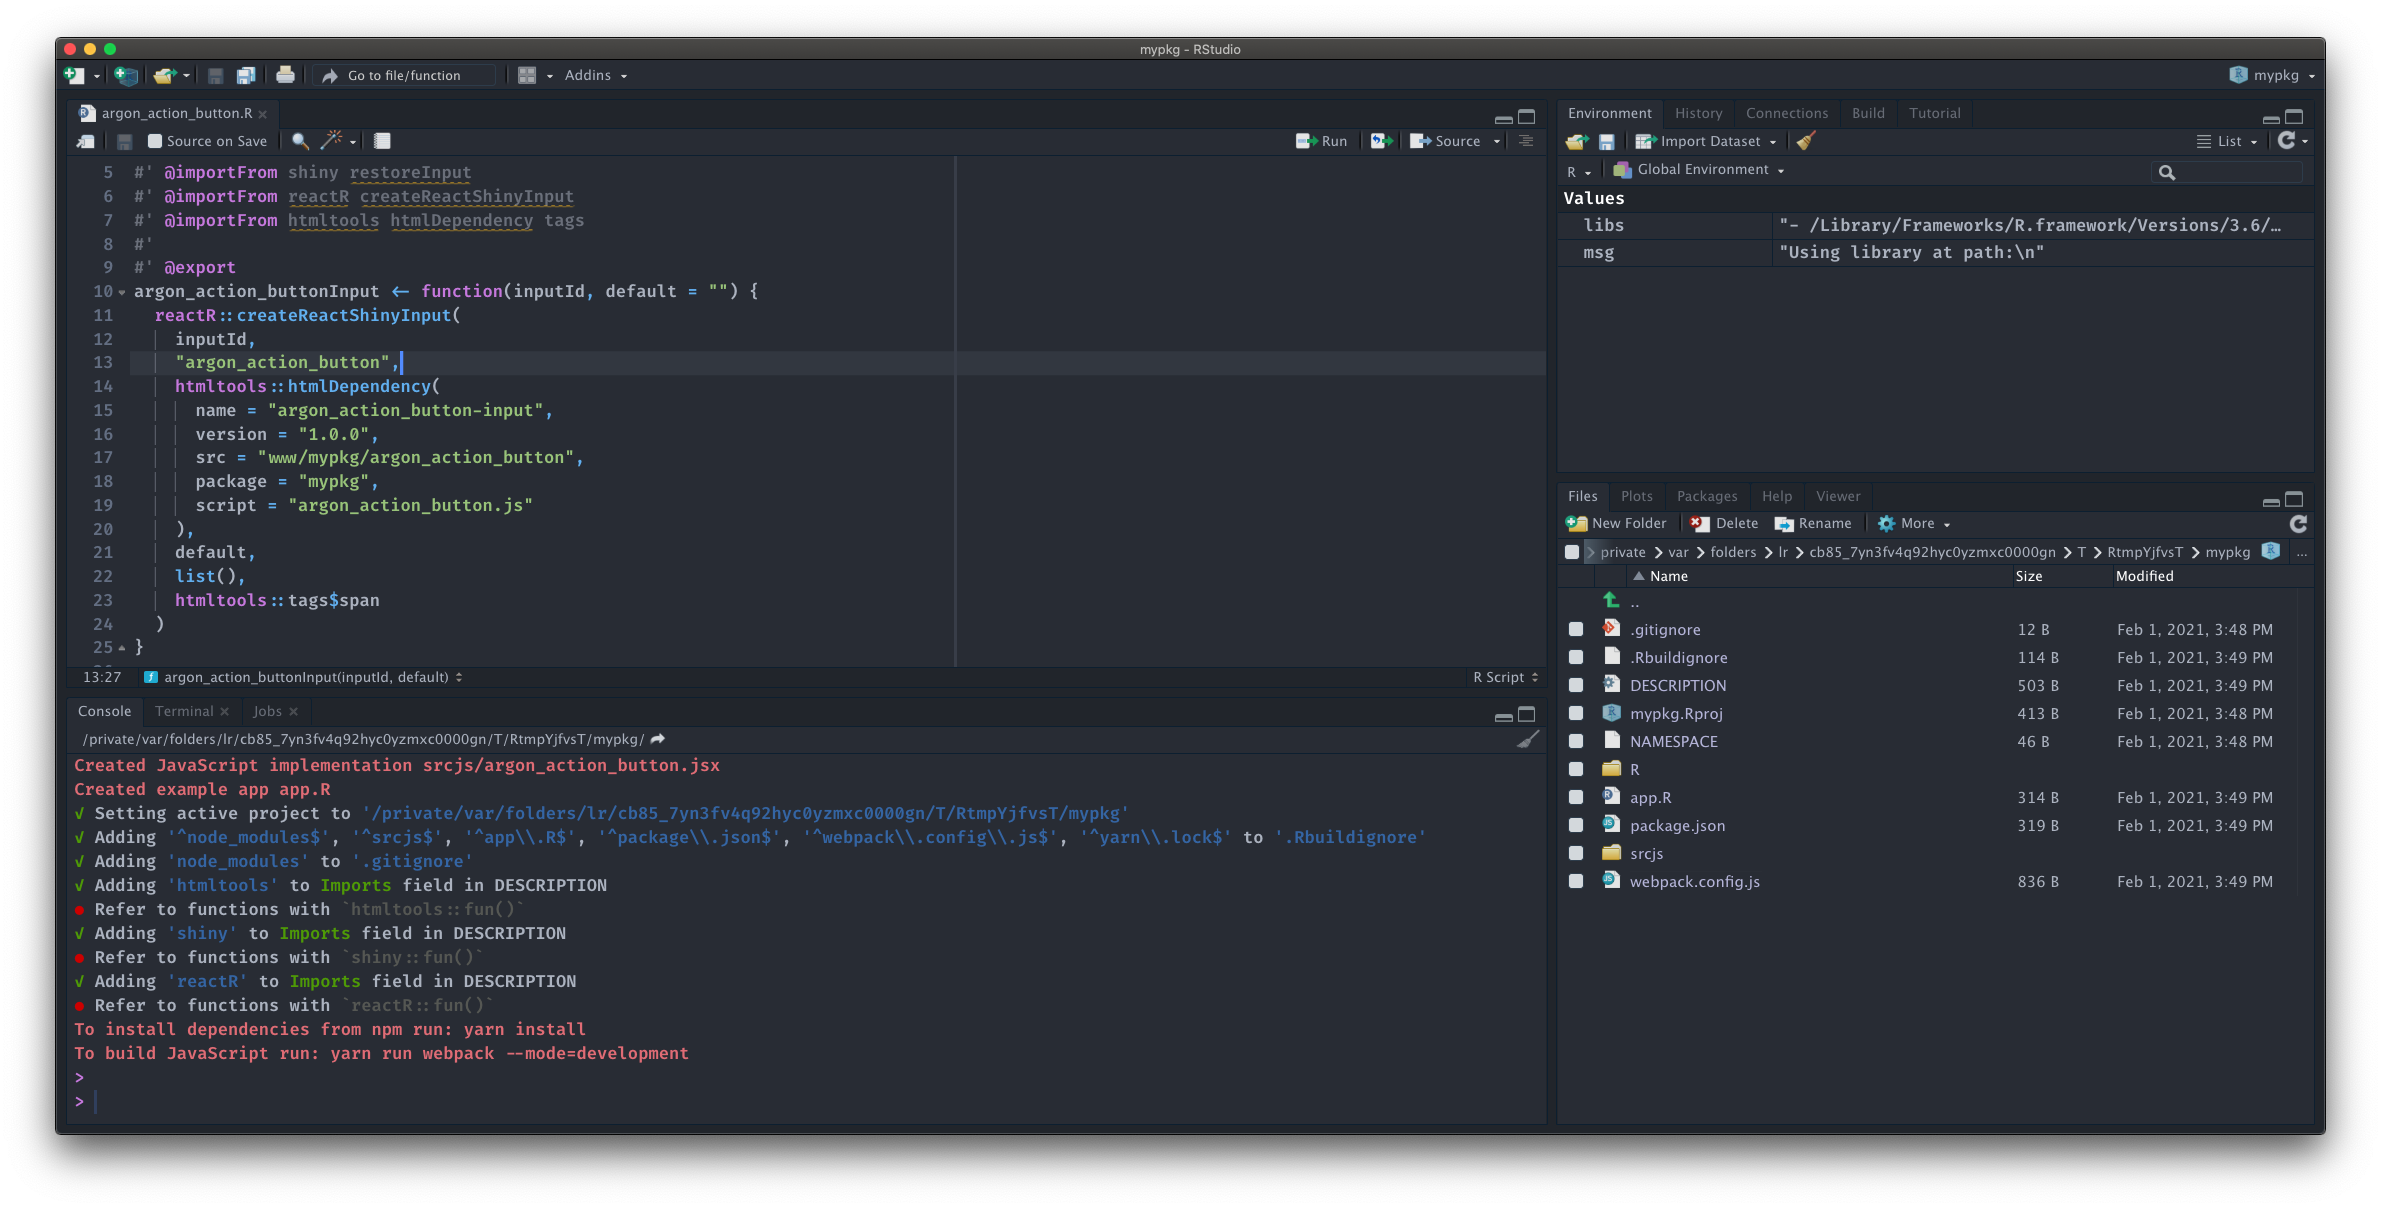 mypkg - RStudio
Go to file/function Addins mypkg
argon_action_button.R
Source on Save Run Source
5 #' @importFrom shiny restoreInput
6 #' @importFrom reactR createReactShinyInput
7 #' @importFrom htmltools htmlDependency tags
8 #'
9 #' @export
10 argon_action_buttonInput <- function(inputId, default = "") {
11 reactR::createReactShinyInput(
12 inputId,
13 "argon_action_button",
14 htmltools::htmlDependency(
15 name = "argon_action_button-input",
16 version = "1.0.0",
17 src = "www/mypkg/argon_action_button",
18 package = "mypkg",
19 script = "argon_action_button.js"
20 ),
21 default,
22 list(),
23 htmltools::tags$span
24 )
25 }
13:27 argon_action_buttonInput(inputId, default) R Script
Console Terminal Jobs
/private/var/folders/lr/cb85_7yn3fv4q92hyc0yzmxc0000gn/T/RtmpYjfvsT/mypkg/
Created JavaScript implementation srcjs/argon_action_button.jsx
Created example app app.R
√ Setting active project to '/private/var/folders/lr/cb85_7yn3fv4q92hyc0yzmxc0000gn/T/RtmpYjfvsT/mypkg'
√ Adding '^node_modules$', '^srcjs$', '^app\\.R$', '^package\\.json$', '^webpack\\.config\\.js$', '^yarn\\.lock$' to '.Rbuildignore'
√ Adding 'node_modules' to '.gitignore'
√ Adding 'htmltools' to Imports field in DESCRIPTION
● Refer to functions with `htmltools::fun()`
√ Adding 'shiny' to Imports field in DESCRIPTION
● Refer to functions with `shiny::fun()`
√ Adding 'reactR' to Imports field in DESCRIPTION
● Refer to functions with `reactR::fun()`
To install dependencies from npm run: yarn install
To build JavaScript run: yarn run webpack --mode=development
>
>
Environment History Connections Build Tutorial
Import Dataset List
R Global Environment
Values
libs "- /Library/Frameworks/R.framework/Versions/3.6/…
msg "Using library at path:\n"
Files Plots Packages Help Viewer
New Folder Delete Rename More
private var folders lr cb85_7yn3fv4q92hyc0yzmxc0000gn T RtmpYjfvsT mypkg ...
Name Size Modified
..
.gitignore 12 B Feb 1, 2021, 3:48 PM
.Rbuildignore 114 B Feb 1, 2021, 3:49 PM
DESCRIPTION 503 B Feb 1, 2021, 3:49 PM
mypkg.Rproj 413 B Feb 1, 2021, 3:48 PM
NAMESPACE 46 B Feb 1, 2021, 3:48 PM
R
app.R 314 B Feb 1, 2021, 3:49 PM
package.json 319 B Feb 1, 2021, 3:49 PM
srcjs
webpack.config.js 836 B Feb 1, 2021, 3:49 PM